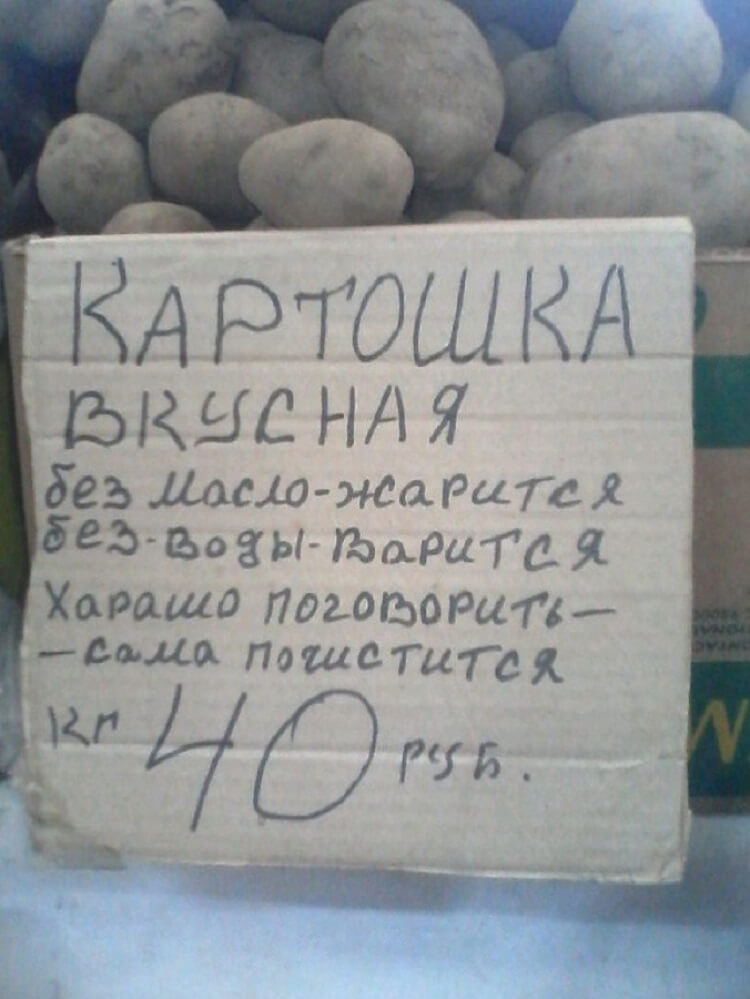 КАРТОШКА
ВКУСНАЯ
без масло-жарится
без-воды-варится
Харашо поговорить-
-сама почистится
кг 40 руб.